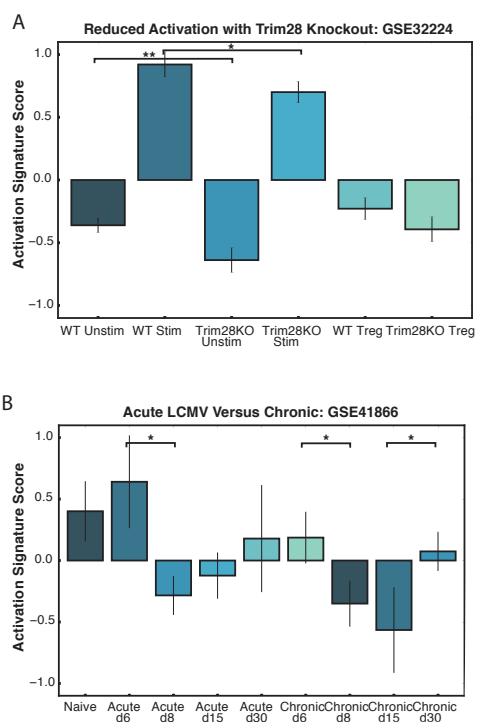 A
Reduced Activation with Trim28 Knockout: GSE32224
Activation Signature Score
1.0
0.5
0.0
−0.5
−1.0
**
*
WT Unstim WT Stim Trim28KO Unstim Trim28KO Stim WT Treg Trim28KO Treg
B
Acute LCMV Versus Chronic: GSE41866
Activation Signature Score
1.0
0.5
0.0
−0.5
−1.0
*
*
*
Naive Acute d6 Acute d8 Acute d15 Acute d30 Chronic d6 Chronic d8 Chronic d15 Chronic d30